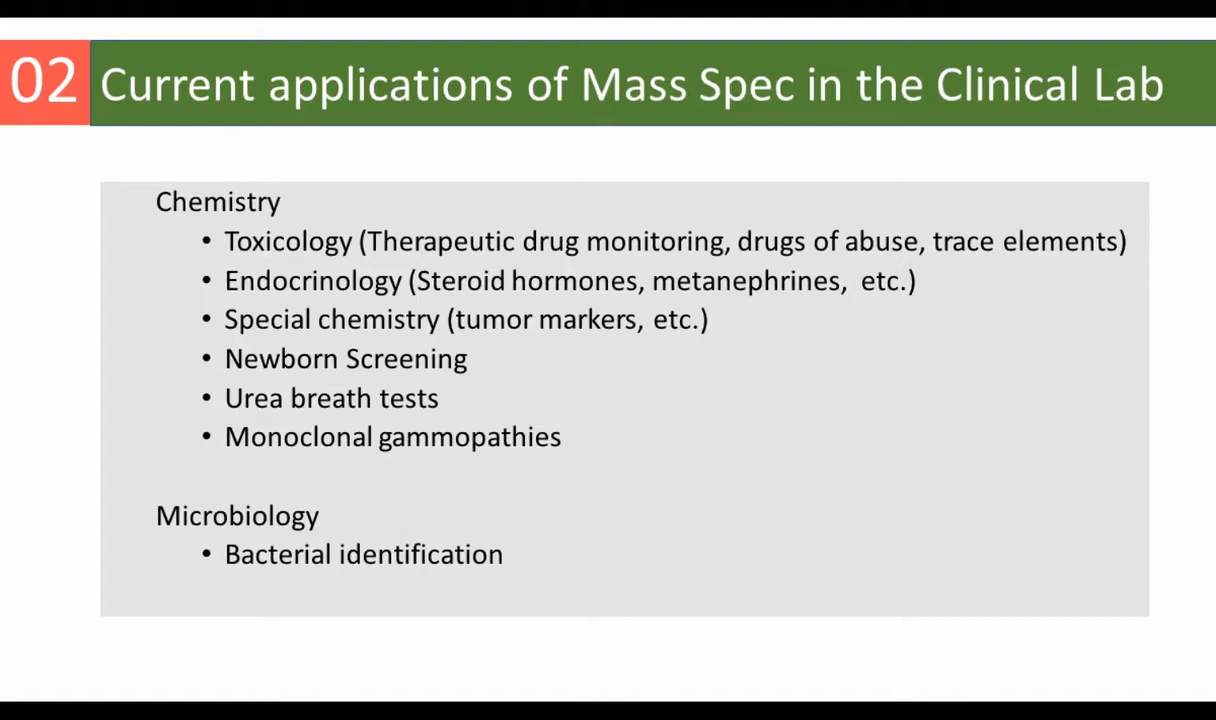 02 Current applications of Mass Spec in the Clinical Lab
Chemistry
• Toxicology (Therapeutic drug monitoring, drugs of abuse, trace elements)
• Endocrinology (Steroid hormones, metanephrines, etc.)
• Special chemistry (tumor markers, etc.)
• Newborn Screening
• Urea breath tests
• Monoclonal gammopathies
Microbiology
• Bacterial identification